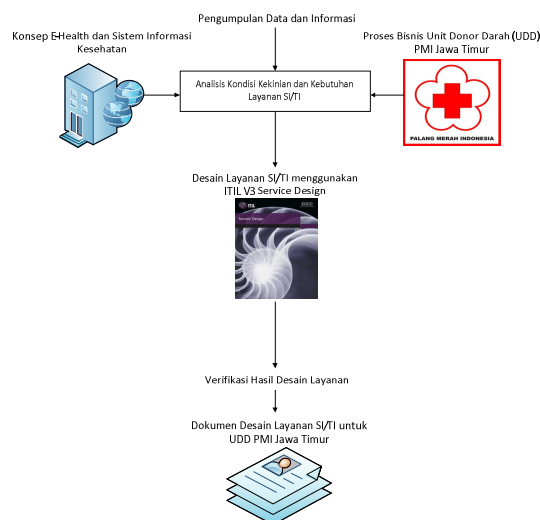 Pengumpulan Data dan Informasi
Konsep E-Health dan Sistem Informasi
Kesehatan
Proses Bisnis Unit Donor Darah (UDD)
PMI Jawa Timur
Analisis Kondisi Kekinian dan Kebutuhan
Layanan SI/TI
PALANG MERAH INDONESIA
Desain Layanan SI/TI menggunakan
ITIL V3 Service Design
ITIL
Service Design
Verifikasi Hasil Desain Layanan
Dokumen Desain Layanan SI/TI untuk
UDD PMI Jawa Timur